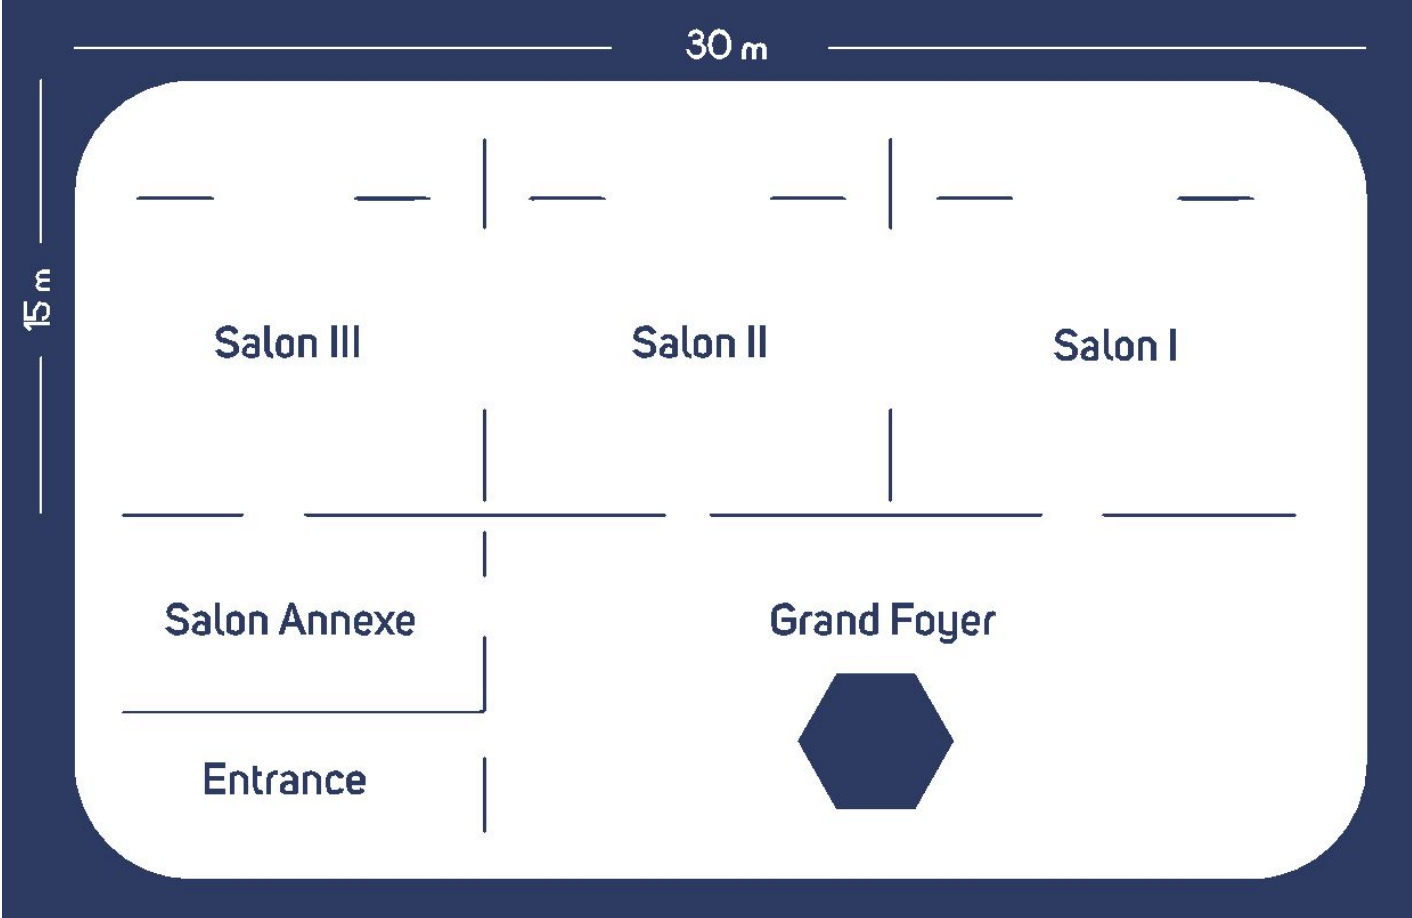 30 m
15 m
Salon III
Salon II
Salon I
Salon Annexe
Grand Foyer
Entrance